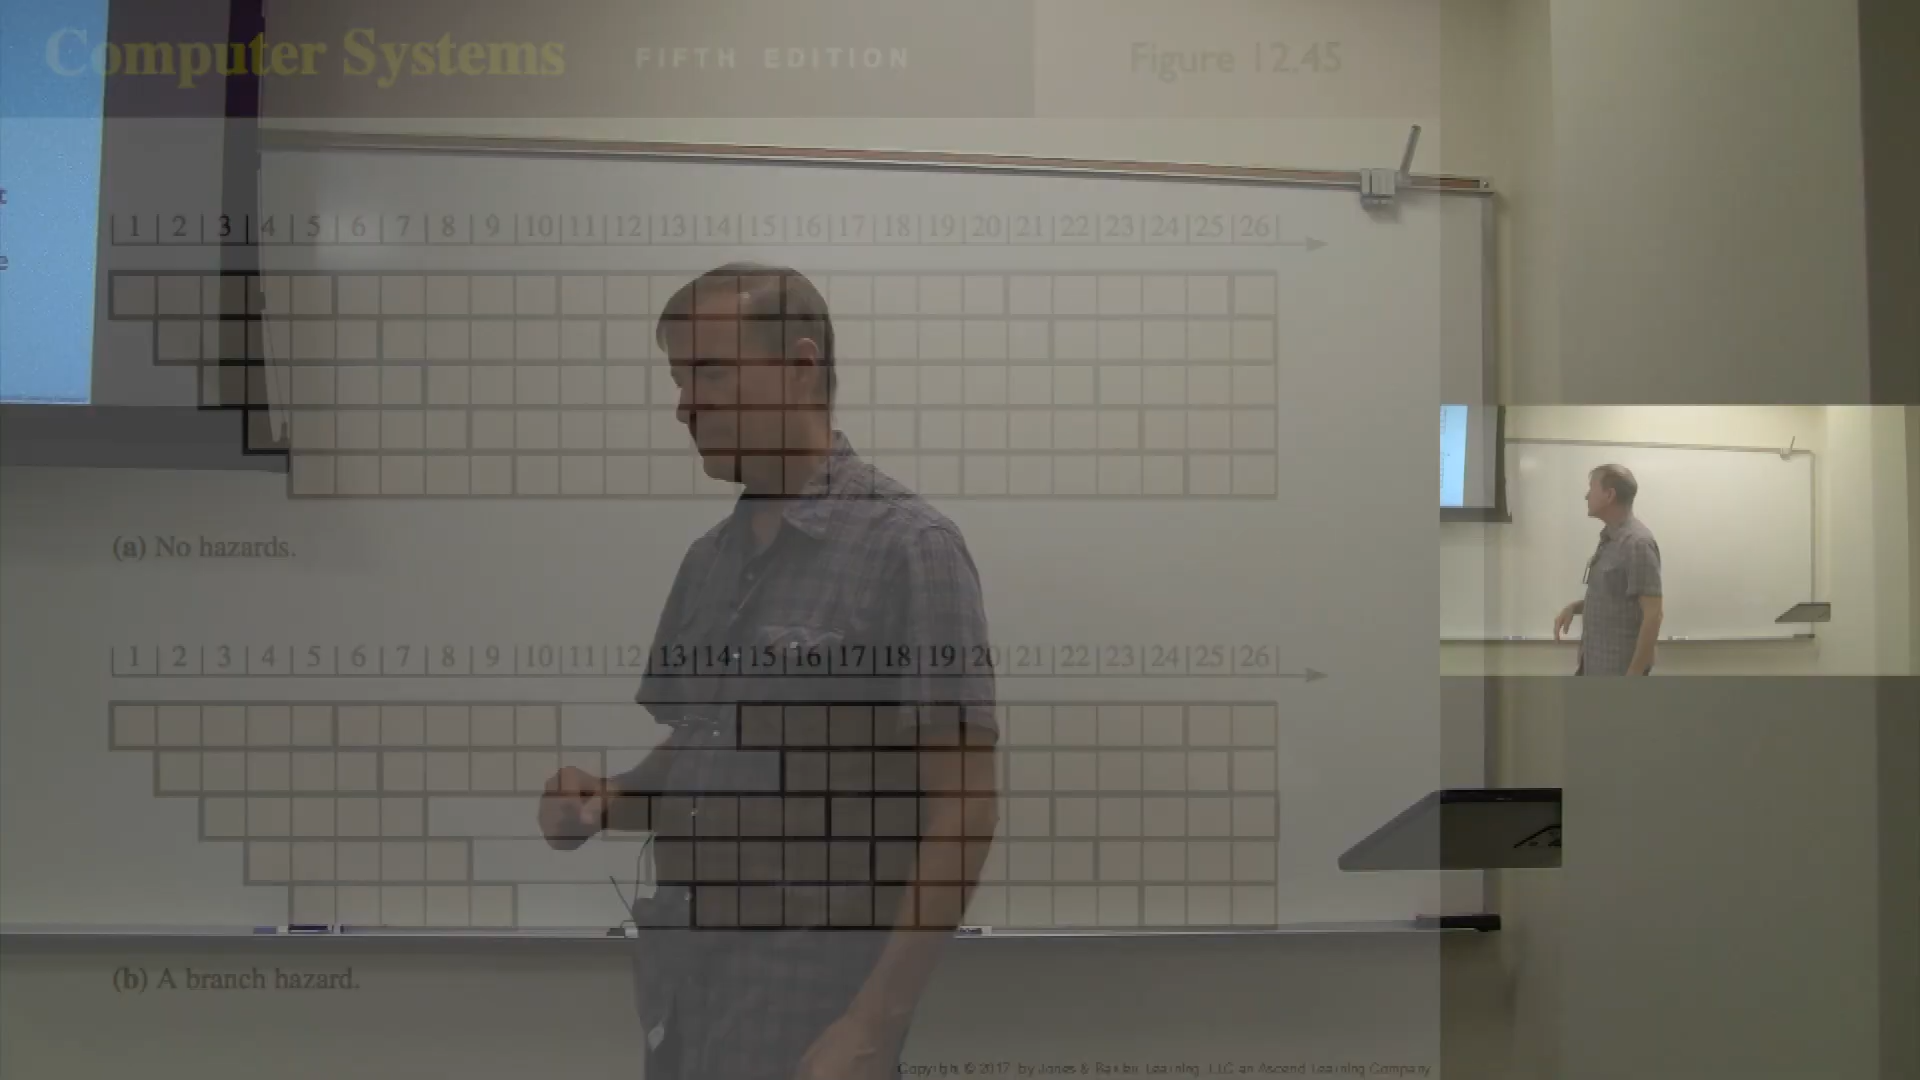 Computer Systems FIFTH EDITION Figure 12.45
t
e
1 2 3 4 5 6 7 8 9 10 11 12 13 14 15 16 17 18 19 20 21 22 23 24 25 26
(a) No hazards.
1 2 3 4 5 6 7 8 9 10 11 12 13 14 15 16 17 18 19 20 21 22 23 24 25 26
(b) A branch hazard.
Copyright © 2017 by Jones & Bartlett Learning, LLC an Ascend Learning Company